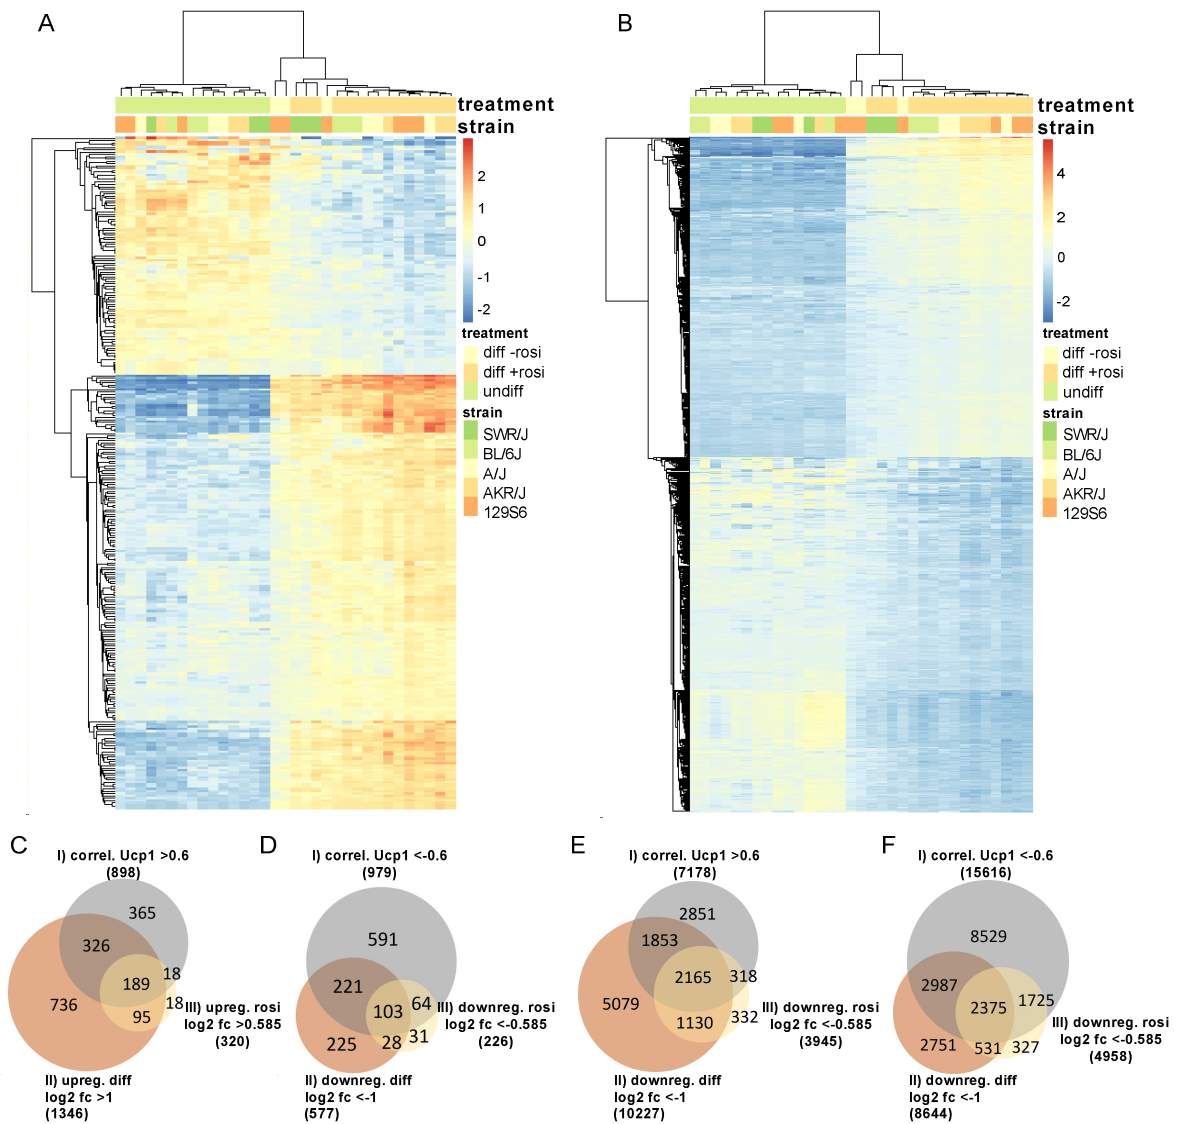 A
B
treatment
strain
2
1
0
-1
-2
treatment
diff -rosi
diff +rosi
undiff
strain
SWR/J
BL/6J
A/J
AKR/J
129S6
treatment
strain
4
2
0
-2
treatment
diff -rosi
diff +rosi
undiff
strain
SWR/J
BL/6J
A/J
AKR/J
129S6
C
I) correl. Ucp1 >0.6
(898)
365
326
18
189
18
736
95
III) upreg. rosi
log2 fc >0.585
(320)
II) upreg. diff
log2 fc >1
(1346)
D
I) correl. Ucp1 <-0.6
(979)
591
221
64
103
31
28
225
III) downreg. rosi
log2 fc <-0.585
(226)
II) downreg. diff
log2 fc <-1
(577)
E
I) correl. Ucp1 >0.6
(7178)
2851
1853
2165
318
5079
1130
332
III) downreg. rosi
log2 fc <-0.585
(3945)
II) downreg. diff
log2 fc <-1
(10227)
F
I) correl. Ucp1 <-0.6
(15616)
8529
2987
2375
1725
2751
531
327
III) downreg. rosi
log2 fc <-0.585
(4958)
II) downreg. diff
log2 fc <-1
(8644)